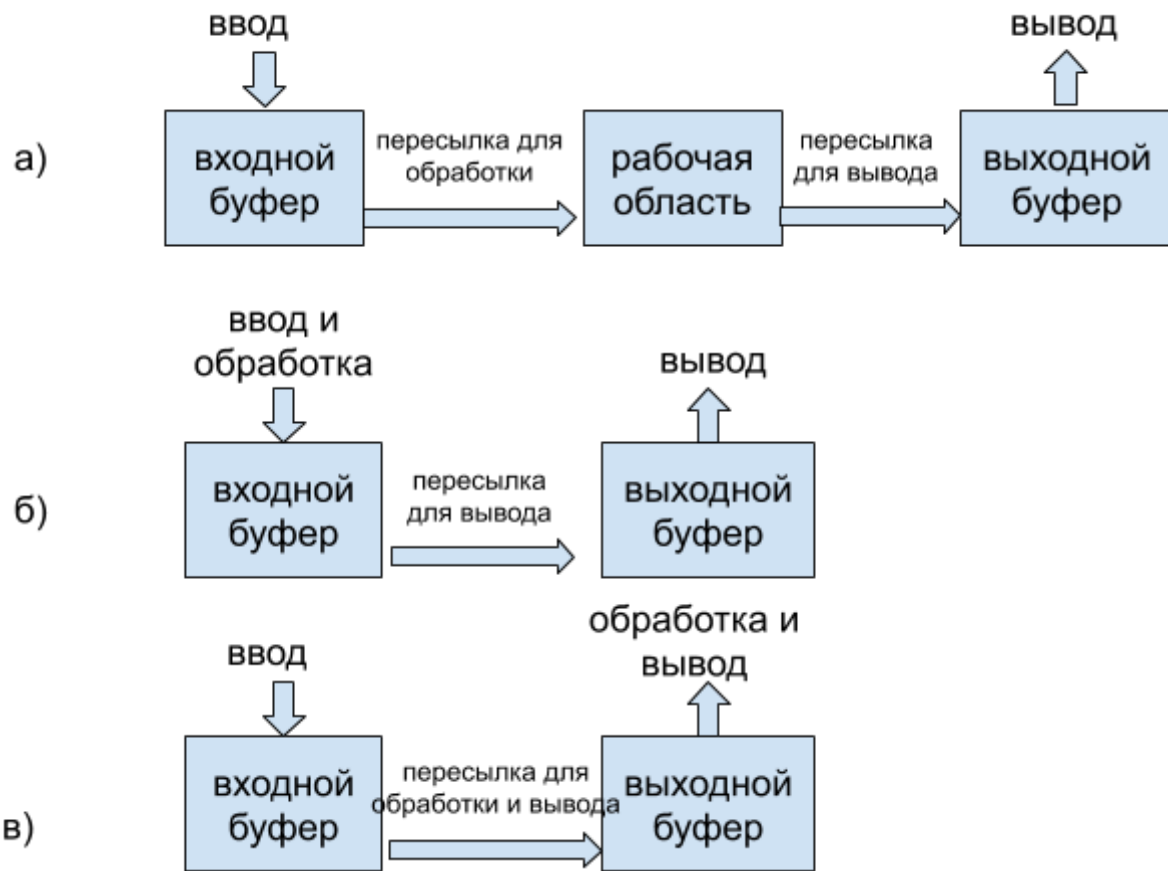 ввод
вывод
а)
входной
буфер
пересылка для
обработки
рабочая
область
пересылка
для вывода
выходной
буфер
ввод и
обработка
вывод
б)
входной
буфер
пересылка
для вывода
выходной
буфер
ввод
обработка и
вывод
в)
входной
буфер
пересылка для
обработки и вывода
выходной
буфер